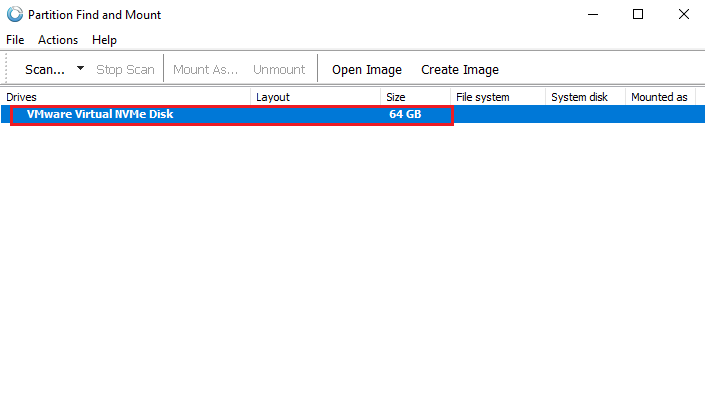 Partition Find and Mount
File Actions Help
Scan... Stop Scan Mount As... Unmount Open Image Create Image
Drives Layout Size File system System disk Mounted as
VMware Virtual NVMe Disk 64 GB